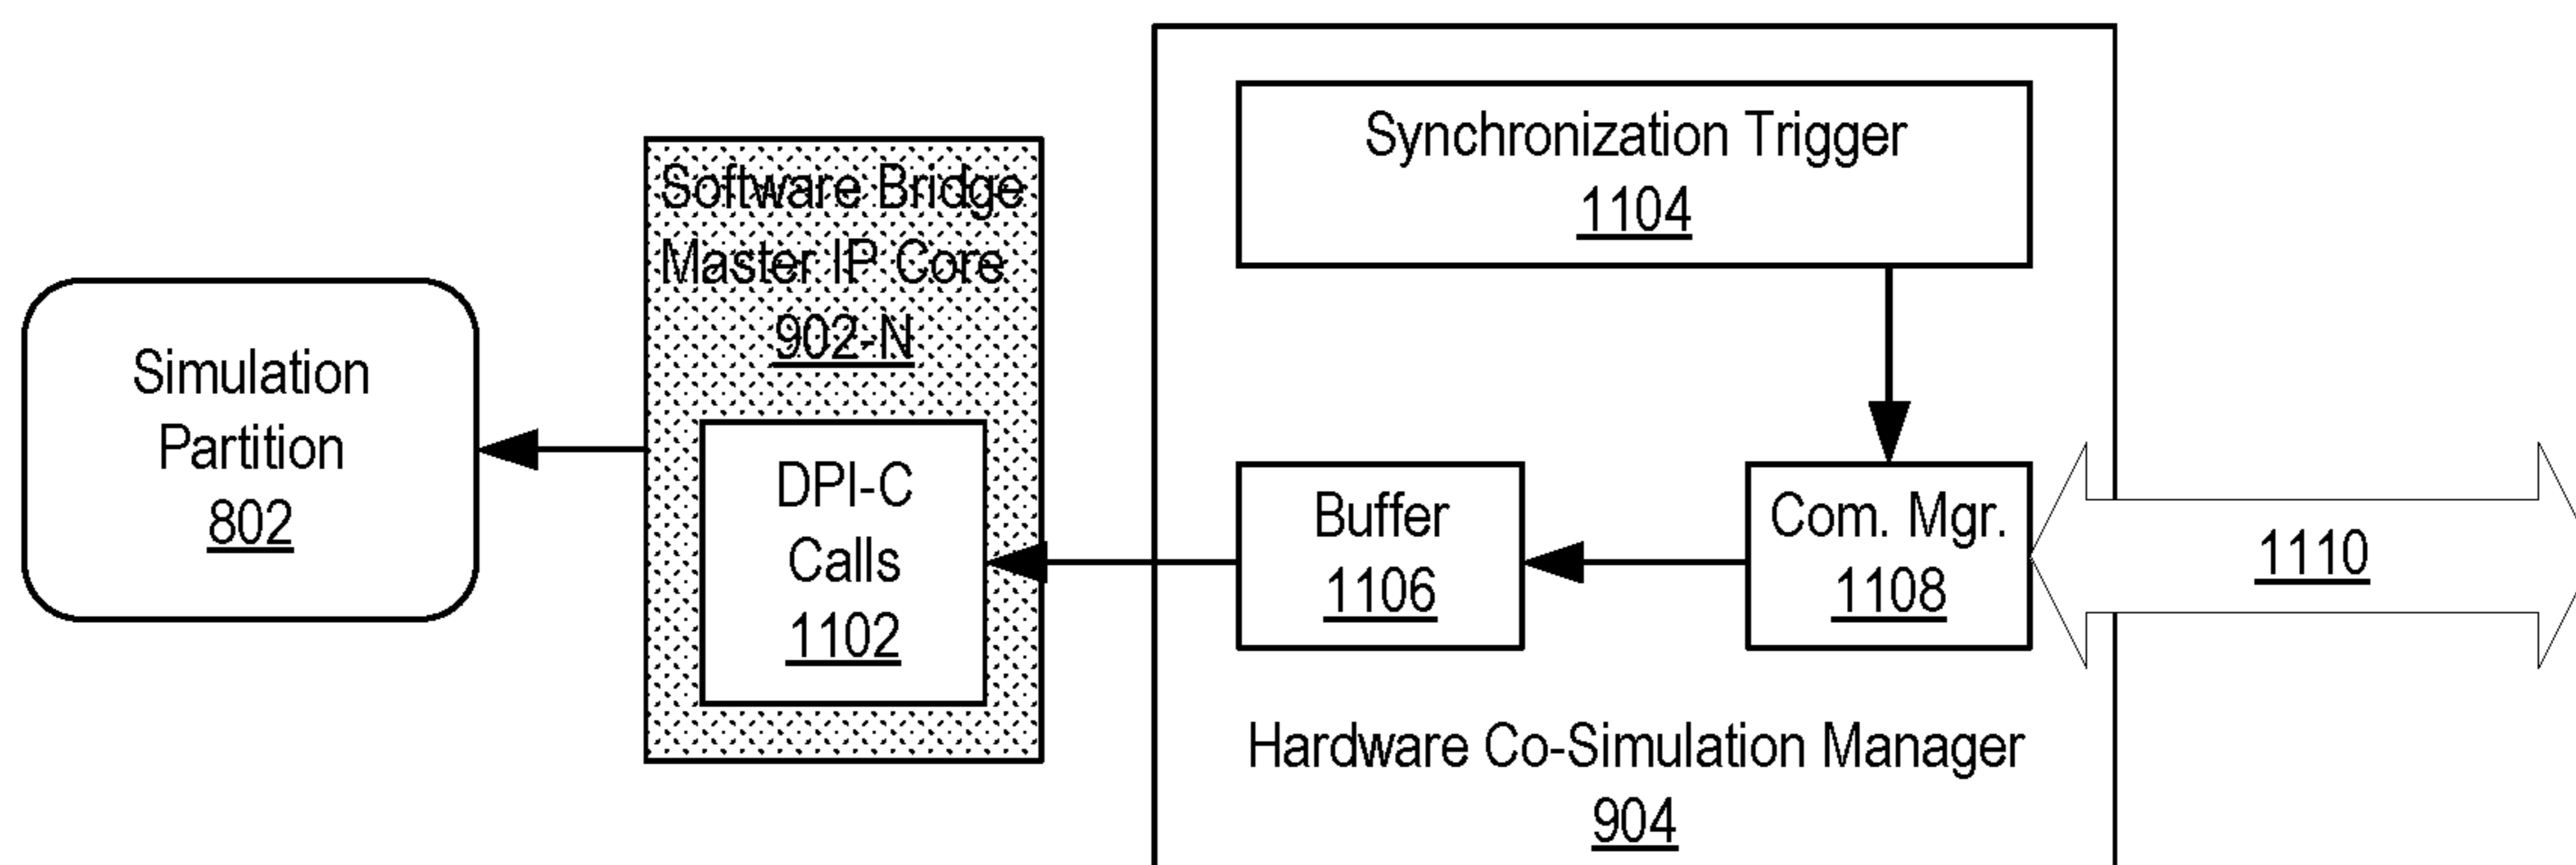 Simulation
Partition
802
Software Bridge
Master IP Core
902-N
DPI-C
Calls
1102
Synchronization Trigger
1104
Buffer
1106
Com. Mgr.
1108
Hardware Co-Simulation Manager
904
1110